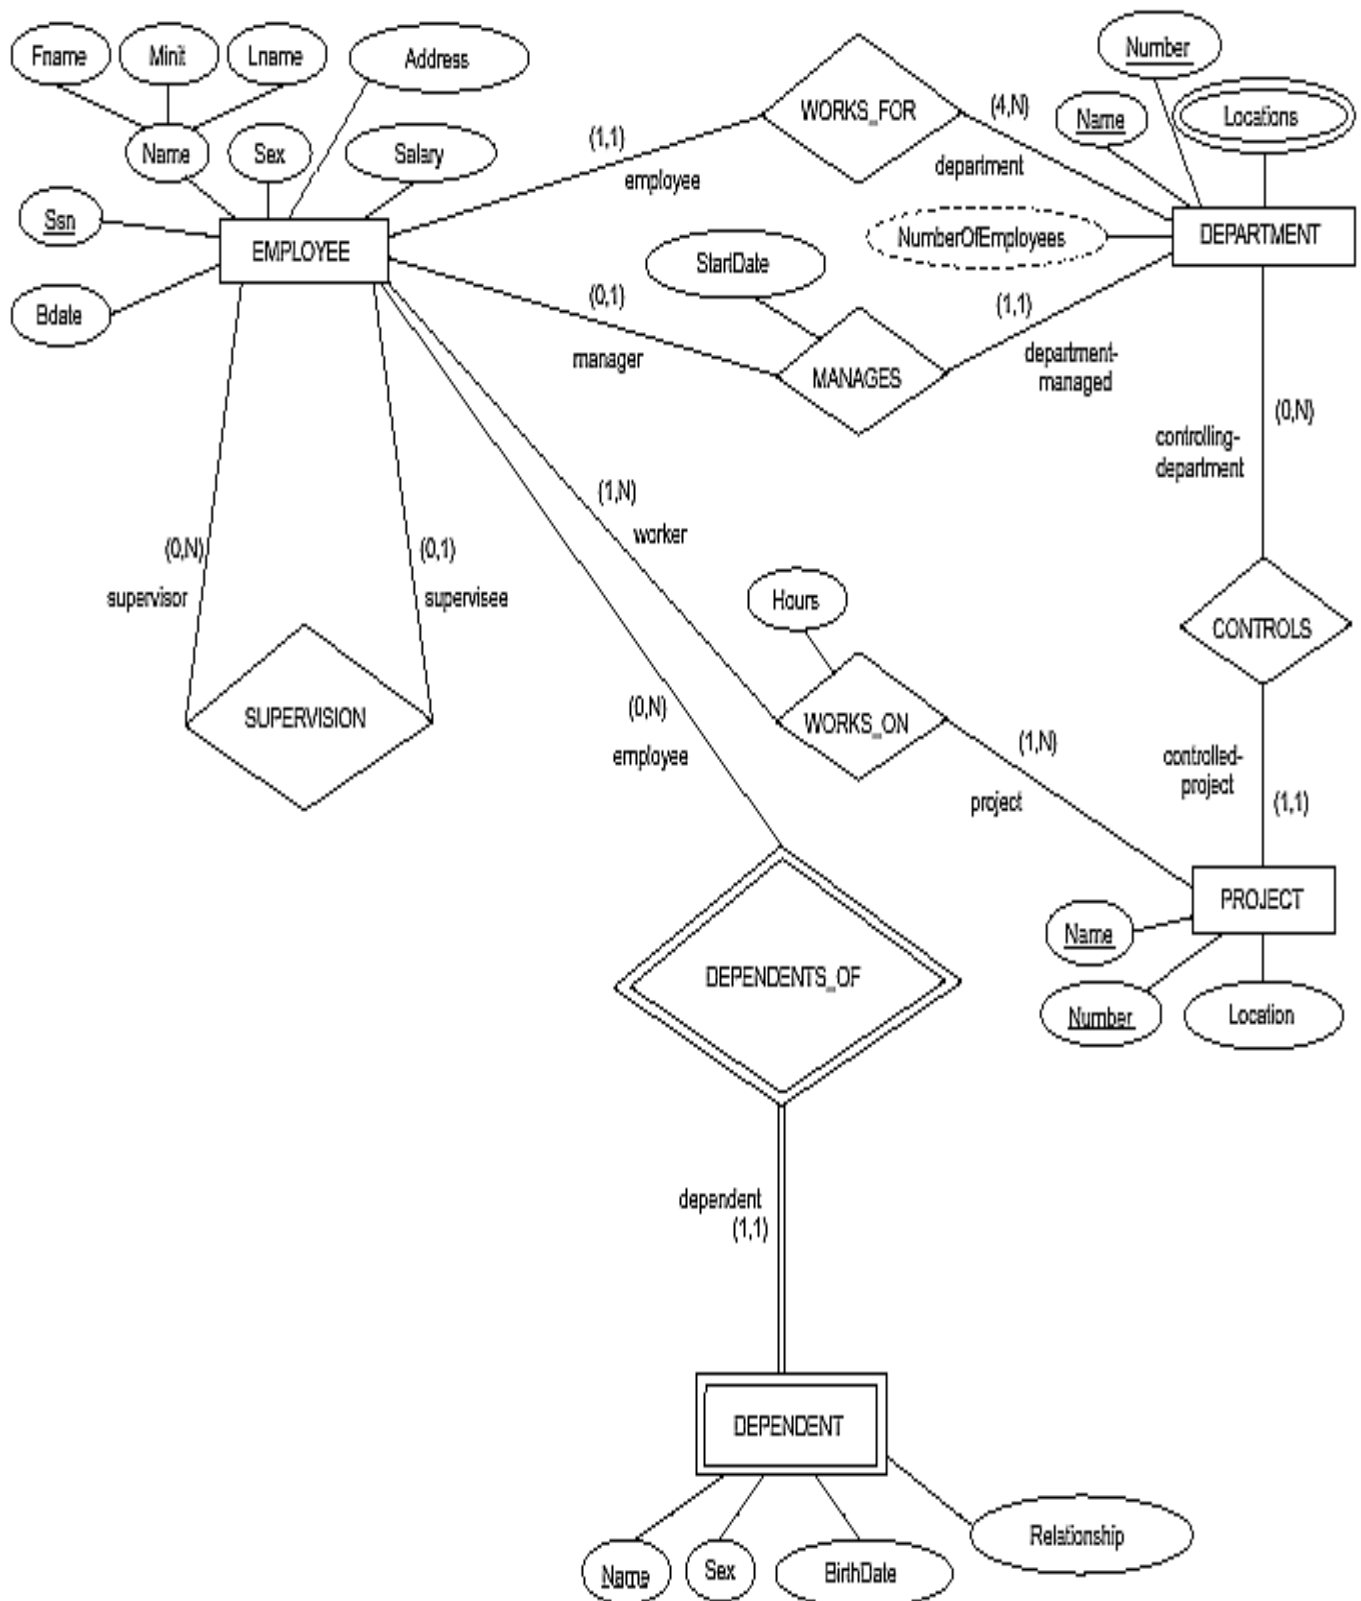 Fname
Minit
Lname
Address
Number
Name
Locations
WORKS_FOR
(4,N)
department
(1,1)
employee
Name
Sex
Salary
Ssn
EMPLOYEE
Bdate
NumberOfEmployees
DEPARTMENT
StartDate
(0,1)
manager
MANAGES
(1,1)
department-
managed
(0,N)
controlling-
department
(1,N)
worker
(0,N)
supervisor
(0,1)
supervisee
Hours
CONTROLS
SUPERVISION
(0,N)
employee
WORKS_ON
(1,N)
project
controlled-
project
(1,1)
PROJECT
Name
Number
Location
DEPENDENTS_OF
dependent
(1,1)
DEPENDENT
Name
Sex
BirthDate
Relationship